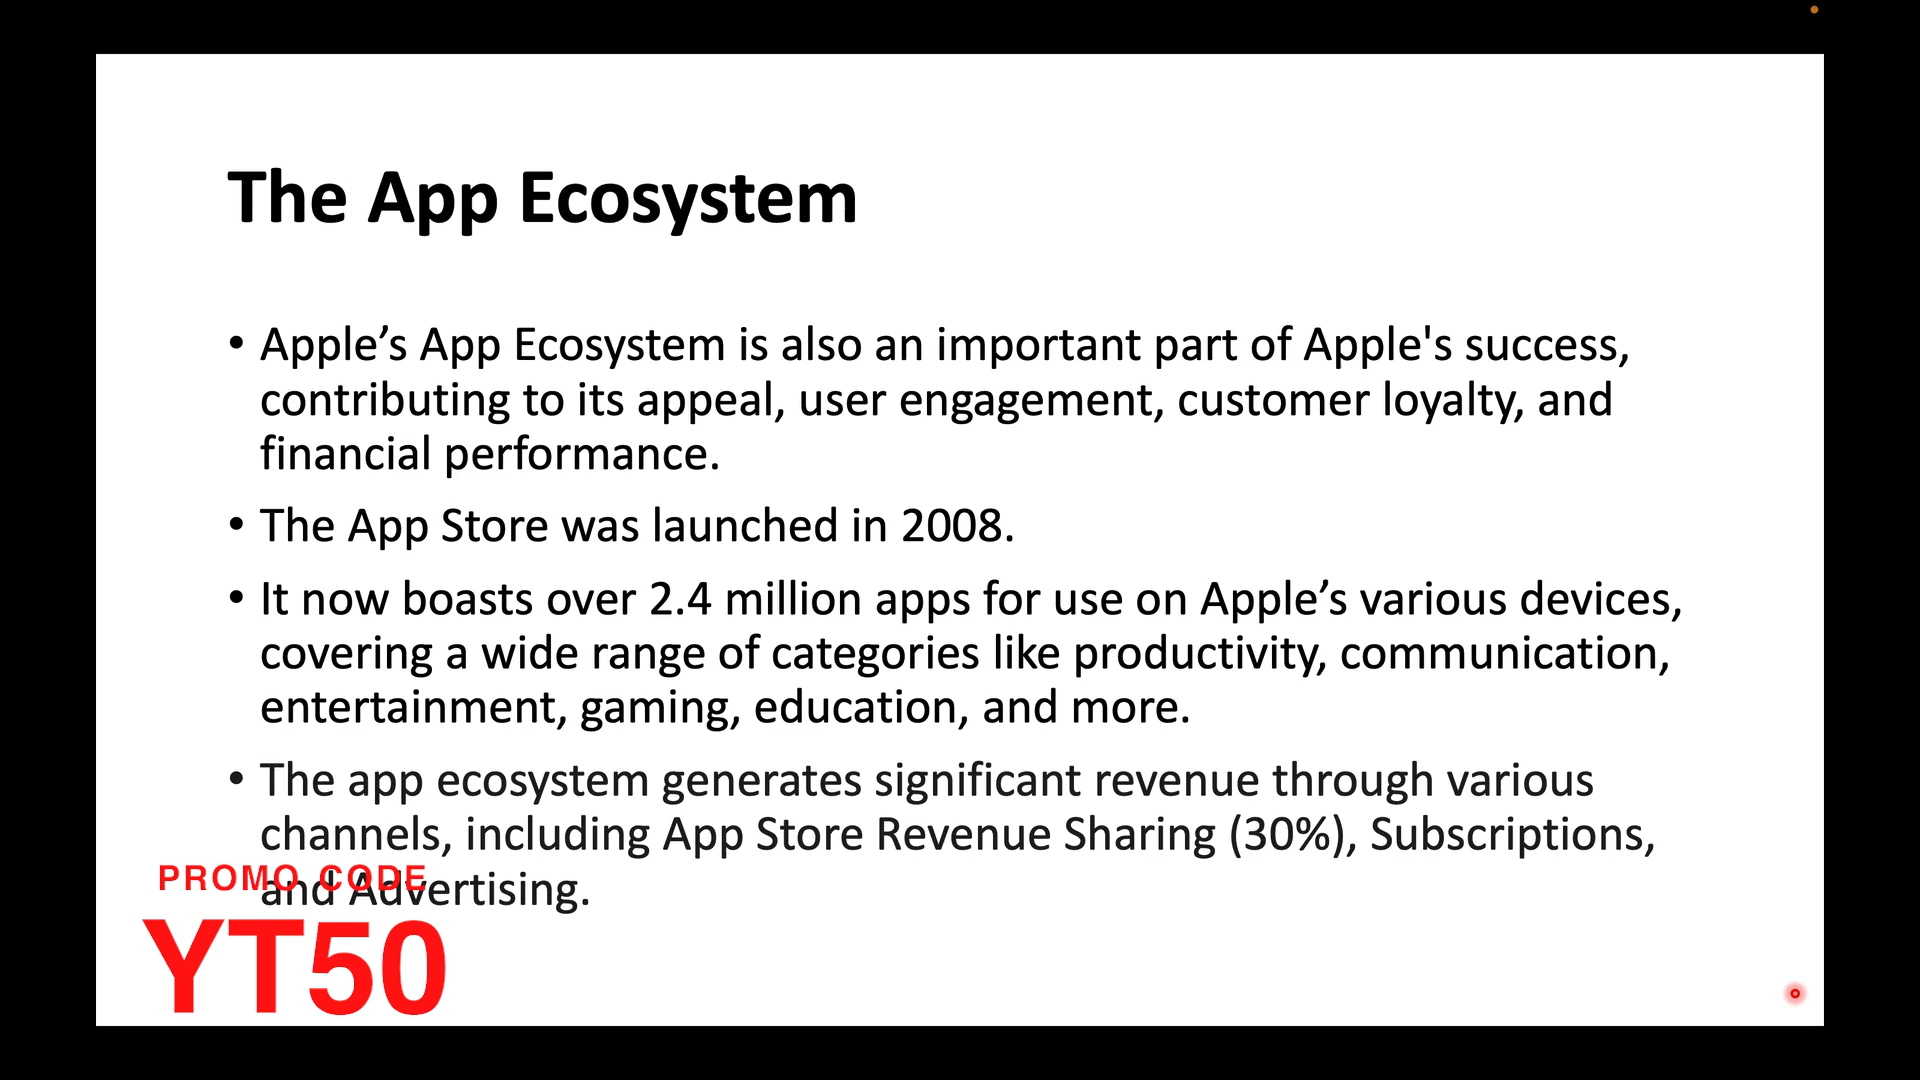 The App Ecosystem
• Apple’s App Ecosystem is also an important part of Apple's success,
contributing to its appeal, user engagement, customer loyalty, and
financial performance.
• The App Store was launched in 2008.
• It now boasts over 2.4 million apps for use on Apple’s various devices,
covering a wide range of categories like productivity, communication,
entertainment, gaming, education, and more.
• The app ecosystem generates significant revenue through various
channels, including App Store Revenue Sharing (30%), Subscriptions,
and Advertising.
PROMO CODE
YT50